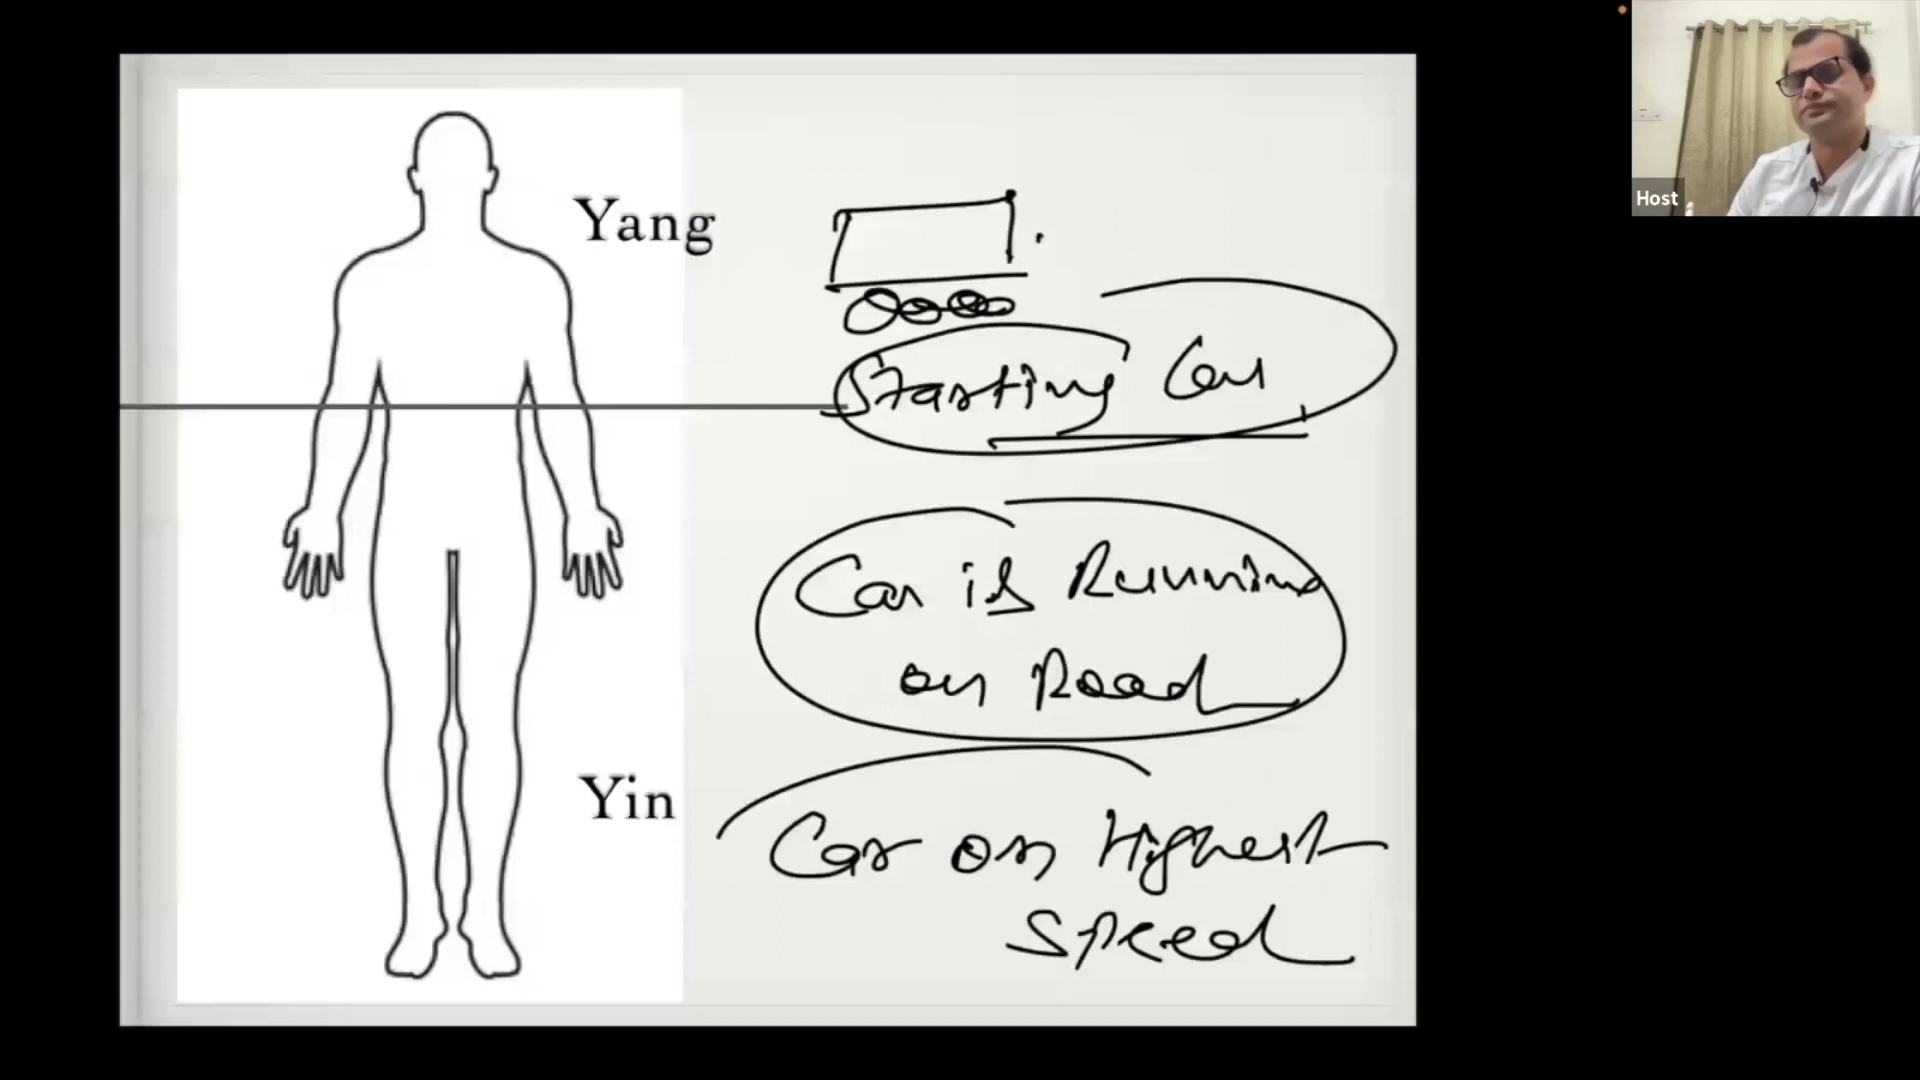 Yang
Starting Car
Car is Running
on Road
Yin
Car on Highest
Speed
Host